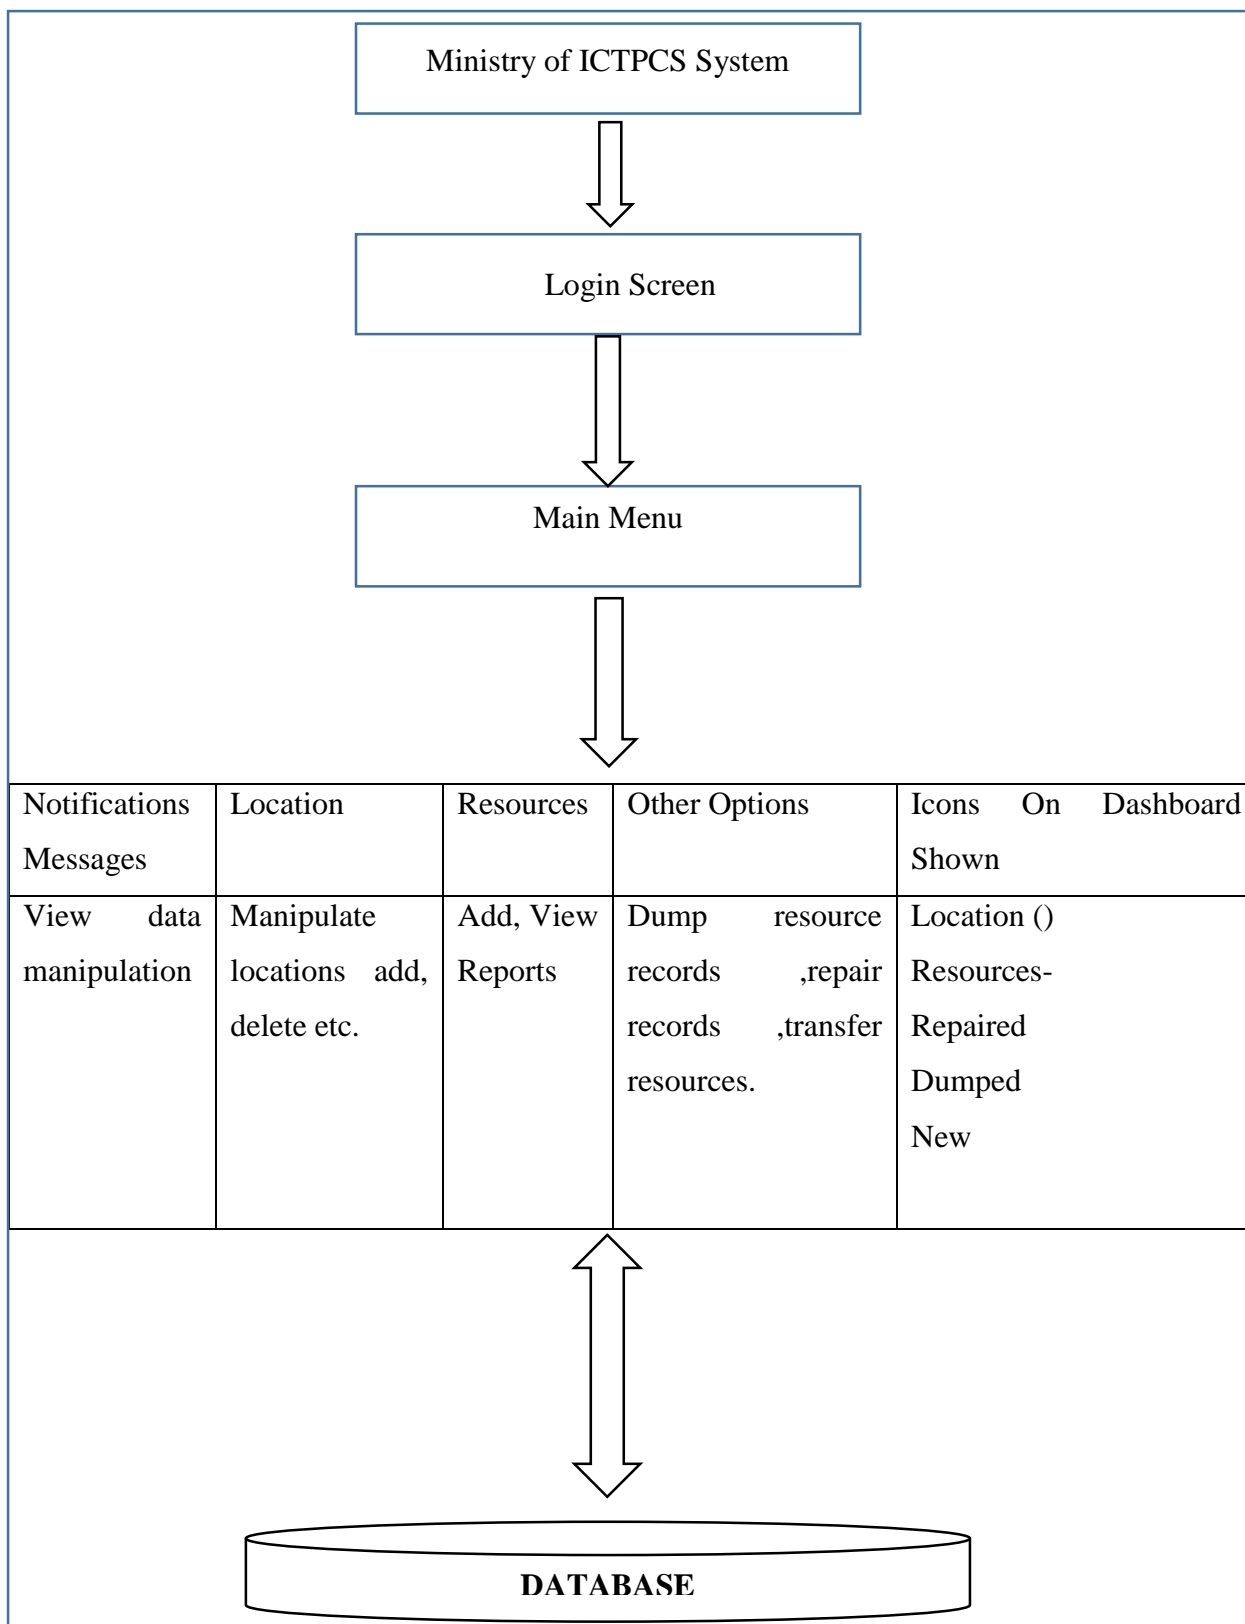 Ministry of ICTPCS System
Login Screen
Main Menu
Notifications
Messages
Location
Resources
Other Options
Icons On Dashboard
Shown
View data
manipulation
Manipulate
locations add,
delete etc.
Add, View
Reports
Dump resource
records ,repair
records ,transfer
resources.
Location ()
Resources-
Repaired
Dumped
New
DATABASE